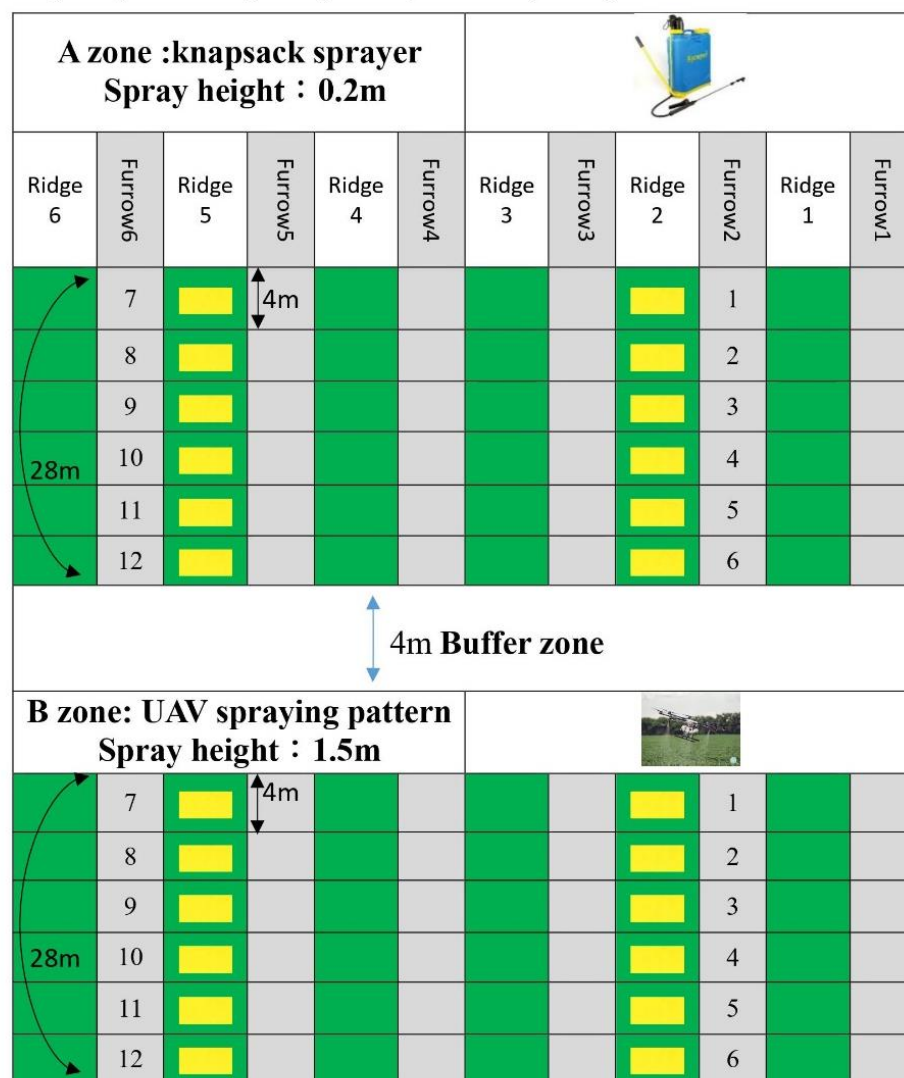 A zone :knapsack sprayer
Spray height：0.2m
Ridge 6 Furrow6 Ridge 5 Furrow5 Ridge 4 Furrow4 Ridge 3 Furrow3 Ridge 2 Furrow2 Ridge 1 Furrow1
7 4m 1
8 2
9 3
28m 10 4
11 5
12 6
4m Buffer zone
B zone: UAV spraying pattern
Spray height：1.5m
7 4m 1
8 2
9 3
28m 10 4
11 5
12 6